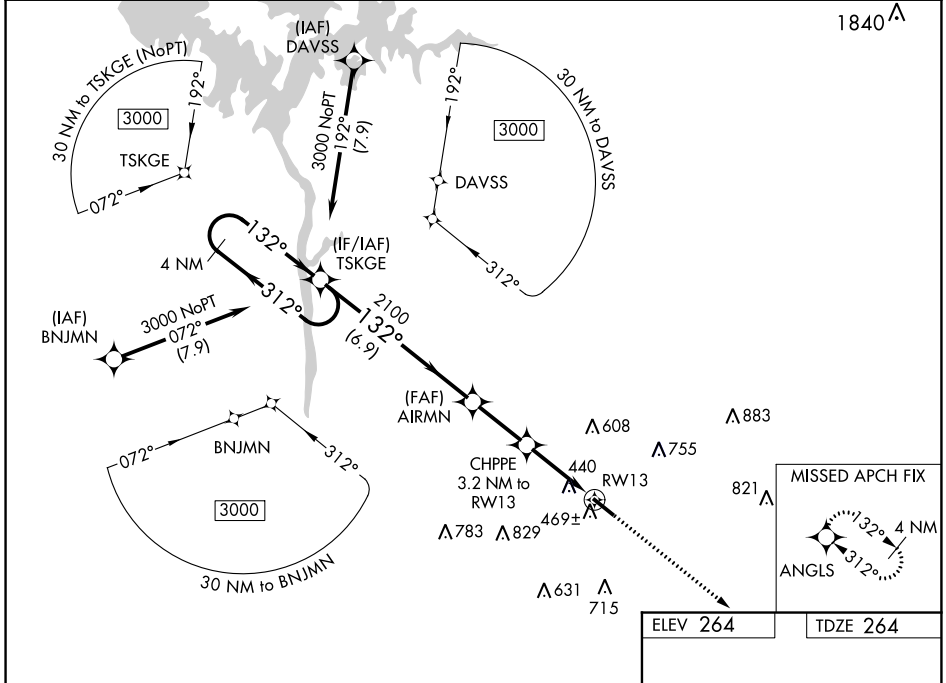 1840
(IAF)
DAVSS
30 NM to TSKGE (NoPT)
3000
192°
TSKGE
072°
3000 NoPT
192°
(7.9)
30 NM to DAVSS
192°
3000
DAVSS
312°
4 NM
132°
312°
(IF/IAF)
TSKGE
2100
132°
(6.9)
(IAF)
BNJMN
3000 NoPT
072°
(7.9)
(FAF)
AIRMN
072°
BNJMN
312°
3000
30 NM to BNJMN
CHPPE
3.2 NM to
RW13
608
883
755
440
RW13
469±
821
783
829
631
715
MISSED APCH FIX
132°
4 NM
312°
ANGLS
ELEV 264
TDZE 264